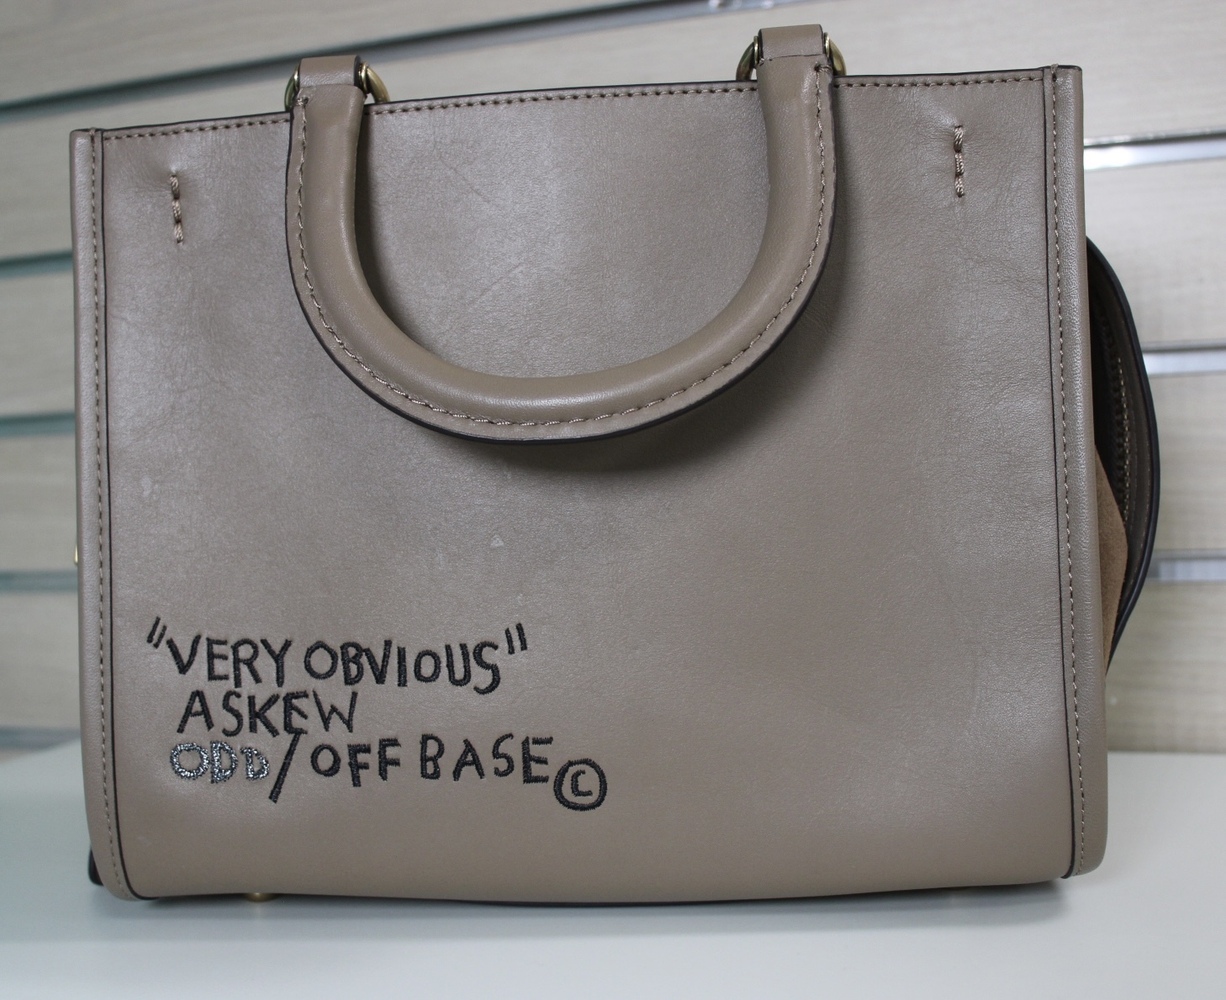 "VERY OBVIOUS"
ASKEW
ODD/OFF BASE©